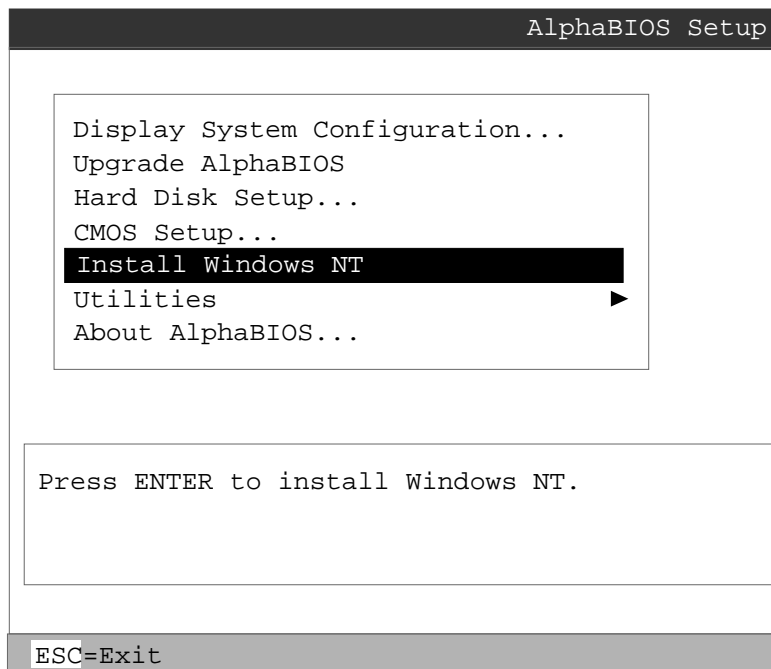 AlphaBIOS Setup
Display System Configuration...
Upgrade AlphaBIOS
Hard Disk Setup...
CMOS Setup...
Install Windows NT
Utilities
About AlphaBIOS...
Press ENTER to install Windows NT.
ESC=Exit